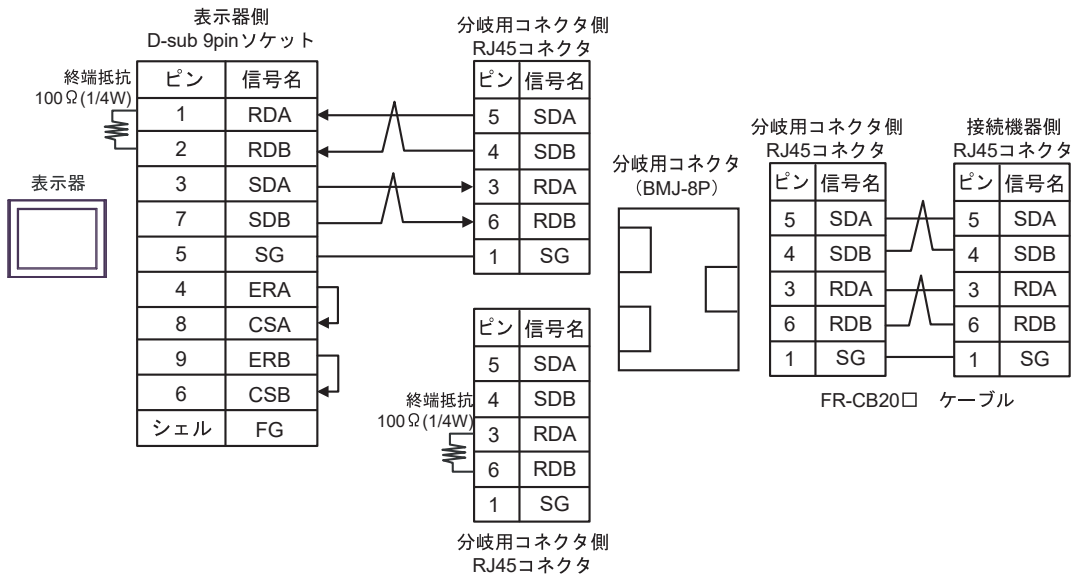 表示器側
D-sub 9pinソケット
終端抵抗
100Ω(1/4W)
ピン 信号名
1 RDA
2 RDB
3 SDA
7 SDB
5 SG
4 ERA
8 CSA
9 ERB
6 CSB
シェル FG
表示器
分岐用コネクタ側
RJ45コネクタ
ピン 信号名
5 SDA
4 SDB
3 RDA
6 RDB
1 SG
終端抵抗
100Ω(1/4W)
ピン 信号名
5 SDA
4 SDB
3 RDA
6 RDB
1 SG
分岐用コネクタ側
RJ45コネクタ
分岐用コネクタ
（BMJ-8P）
分岐用コネクタ側
RJ45コネクタ
ピン 信号名
5 SDA
4 SDB
3 RDA
6 RDB
1 SG
接続機器側
RJ45コネクタ
ピン 信号名
5 SDA
4 SDB
3 RDA
6 RDB
1 SG
FR-CB20□ ケーブル